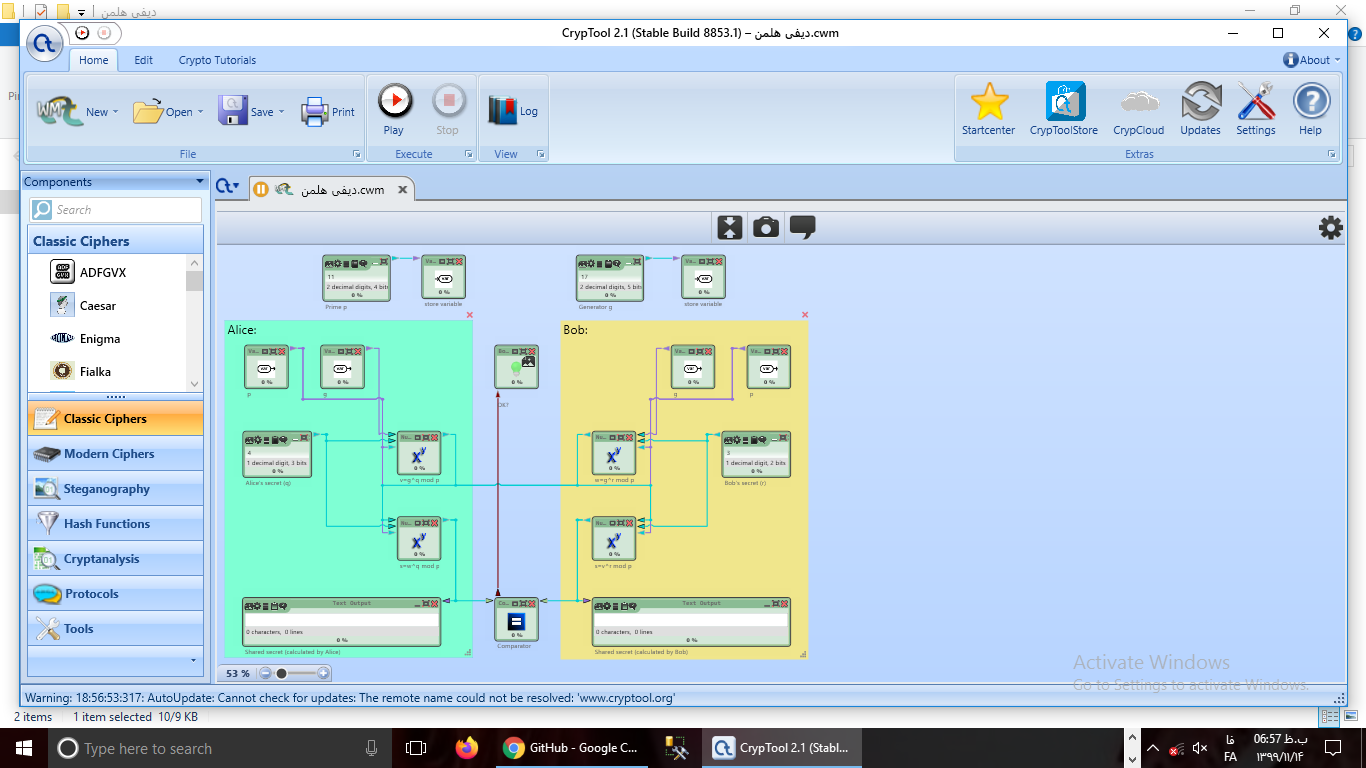 دیفی هلمن
CrypTool 2.1 (Stable Build 8853.1) – دیفی هلمن.cwm
Home Edit Crypto Tutorials About
New Open Save Print
Play Stop
Log
Startcenter CrypToolStore CrypCloud Updates Settings Help
File Execute View Extras
Components
دیفی هلمن.cwm
Search
Classic Ciphers
ADFGVX
Caesar
Enigma
Fialka
Classic Ciphers
Modern Ciphers
Steganography
Hash Functions
Cryptanalysis
Protocols
Tools
11
2 decimal digits, 4 bits
0 %
Prime p
0 %
store variable
17
2 decimal digits, 5 bits
0 %
Generator g
0 %
store variable
Alice:
0 %
p
0 %
g
4
1 decimal digit, 3 bits
0 %
Alice's secret (q)
0 %
v=g^q mod p
0 %
s=w^q mod p
Text Output
0 characters, 0 lines
0 %
Shared secret (calculated by Alice)
0 %
OK?
0 %
Comparator
Bob:
0 %
g
0 %
p
0 %
w=g^r mod p
3
1 decimal digit, 2 bits
0 %
Bob's secret (r)
0 %
s=v^r mod p
Text Output
0 characters, 0 lines
0 %
Shared secret (calculated by Bob)
53 %
Activate Windows
Go to Settings to activate Windows.
Warning: 18:56:53:317: AutoUpdate: Cannot check for updates: The remote name could not be resolved: 'www.cryptool.org'
2 items 1 item selected 10/9 KB
Type here to search
GitHub - Google C...
CrypTool 2.1 (Stabl...
فا
FA
06:57 ب.ظ
۱۳۹۹/۱۱/۱۴